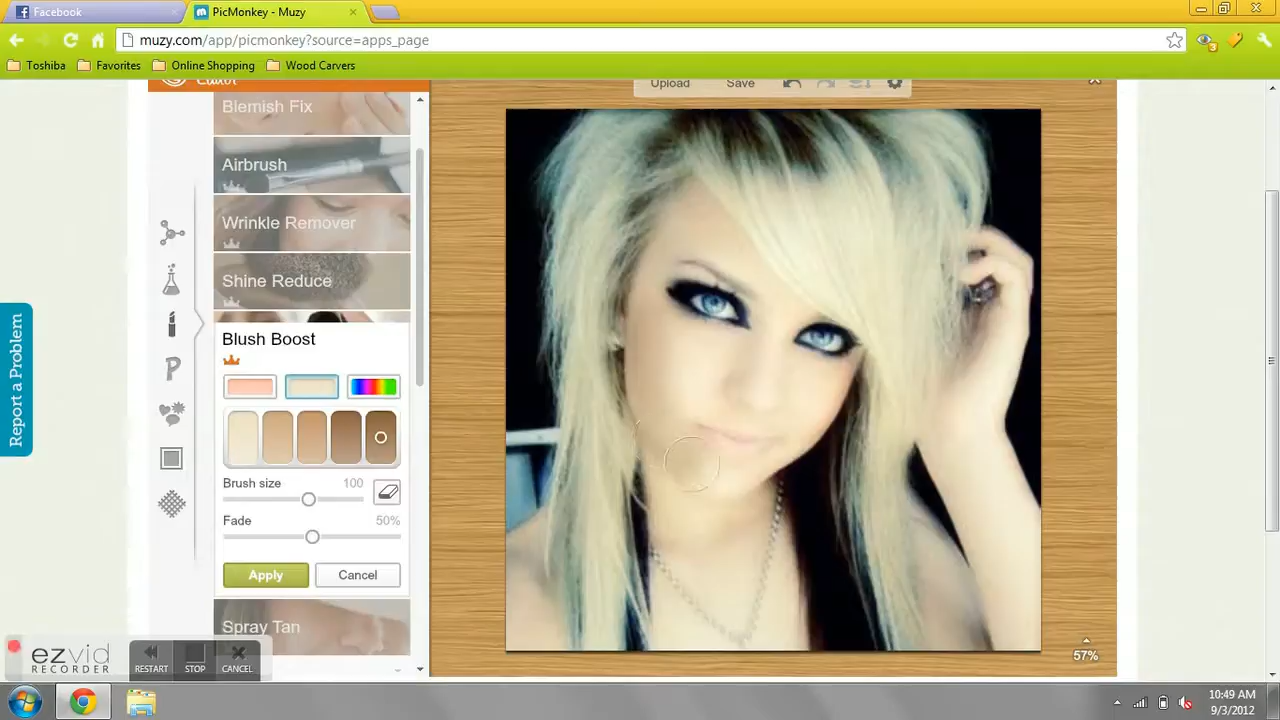 Facebook
PicMonkey - Muzy
muzy.com/app/picmonkey?source=apps_page
3
Toshiba
Favorites
Online Shopping
Wood Carvers
Upload
Save
Blemish Fix
Airbrush
Wrinkle Remover
Shine Reduce
Blush Boost
Brush size 100
Fade 50%
Apply
Cancel
Spray Tan
Report a Problem
57%
ezvid
RECORDER
RESTART
STOP
CANCEL
10:49 AM
9/3/2012